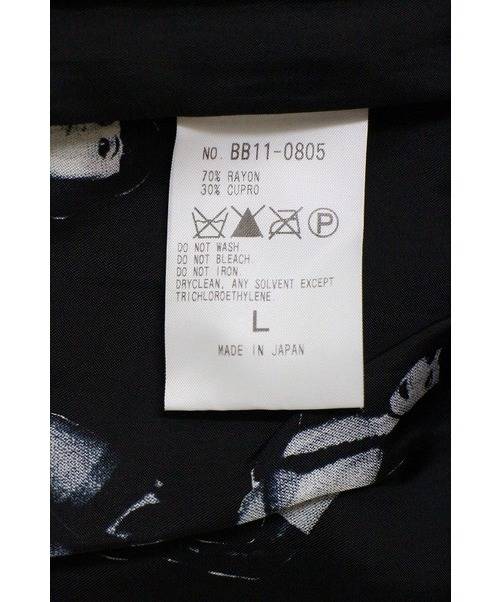 NO. BB11-0805
70% RAYON
30% CUPRO
P
DO NOT WASH.
DO NOT BLEACH.
DO NOT IRON.
DRYCLEAN, ANY SOLVENT EXCEPT
TRICHLOROETHYLENE.
L
MADE IN JAPAN